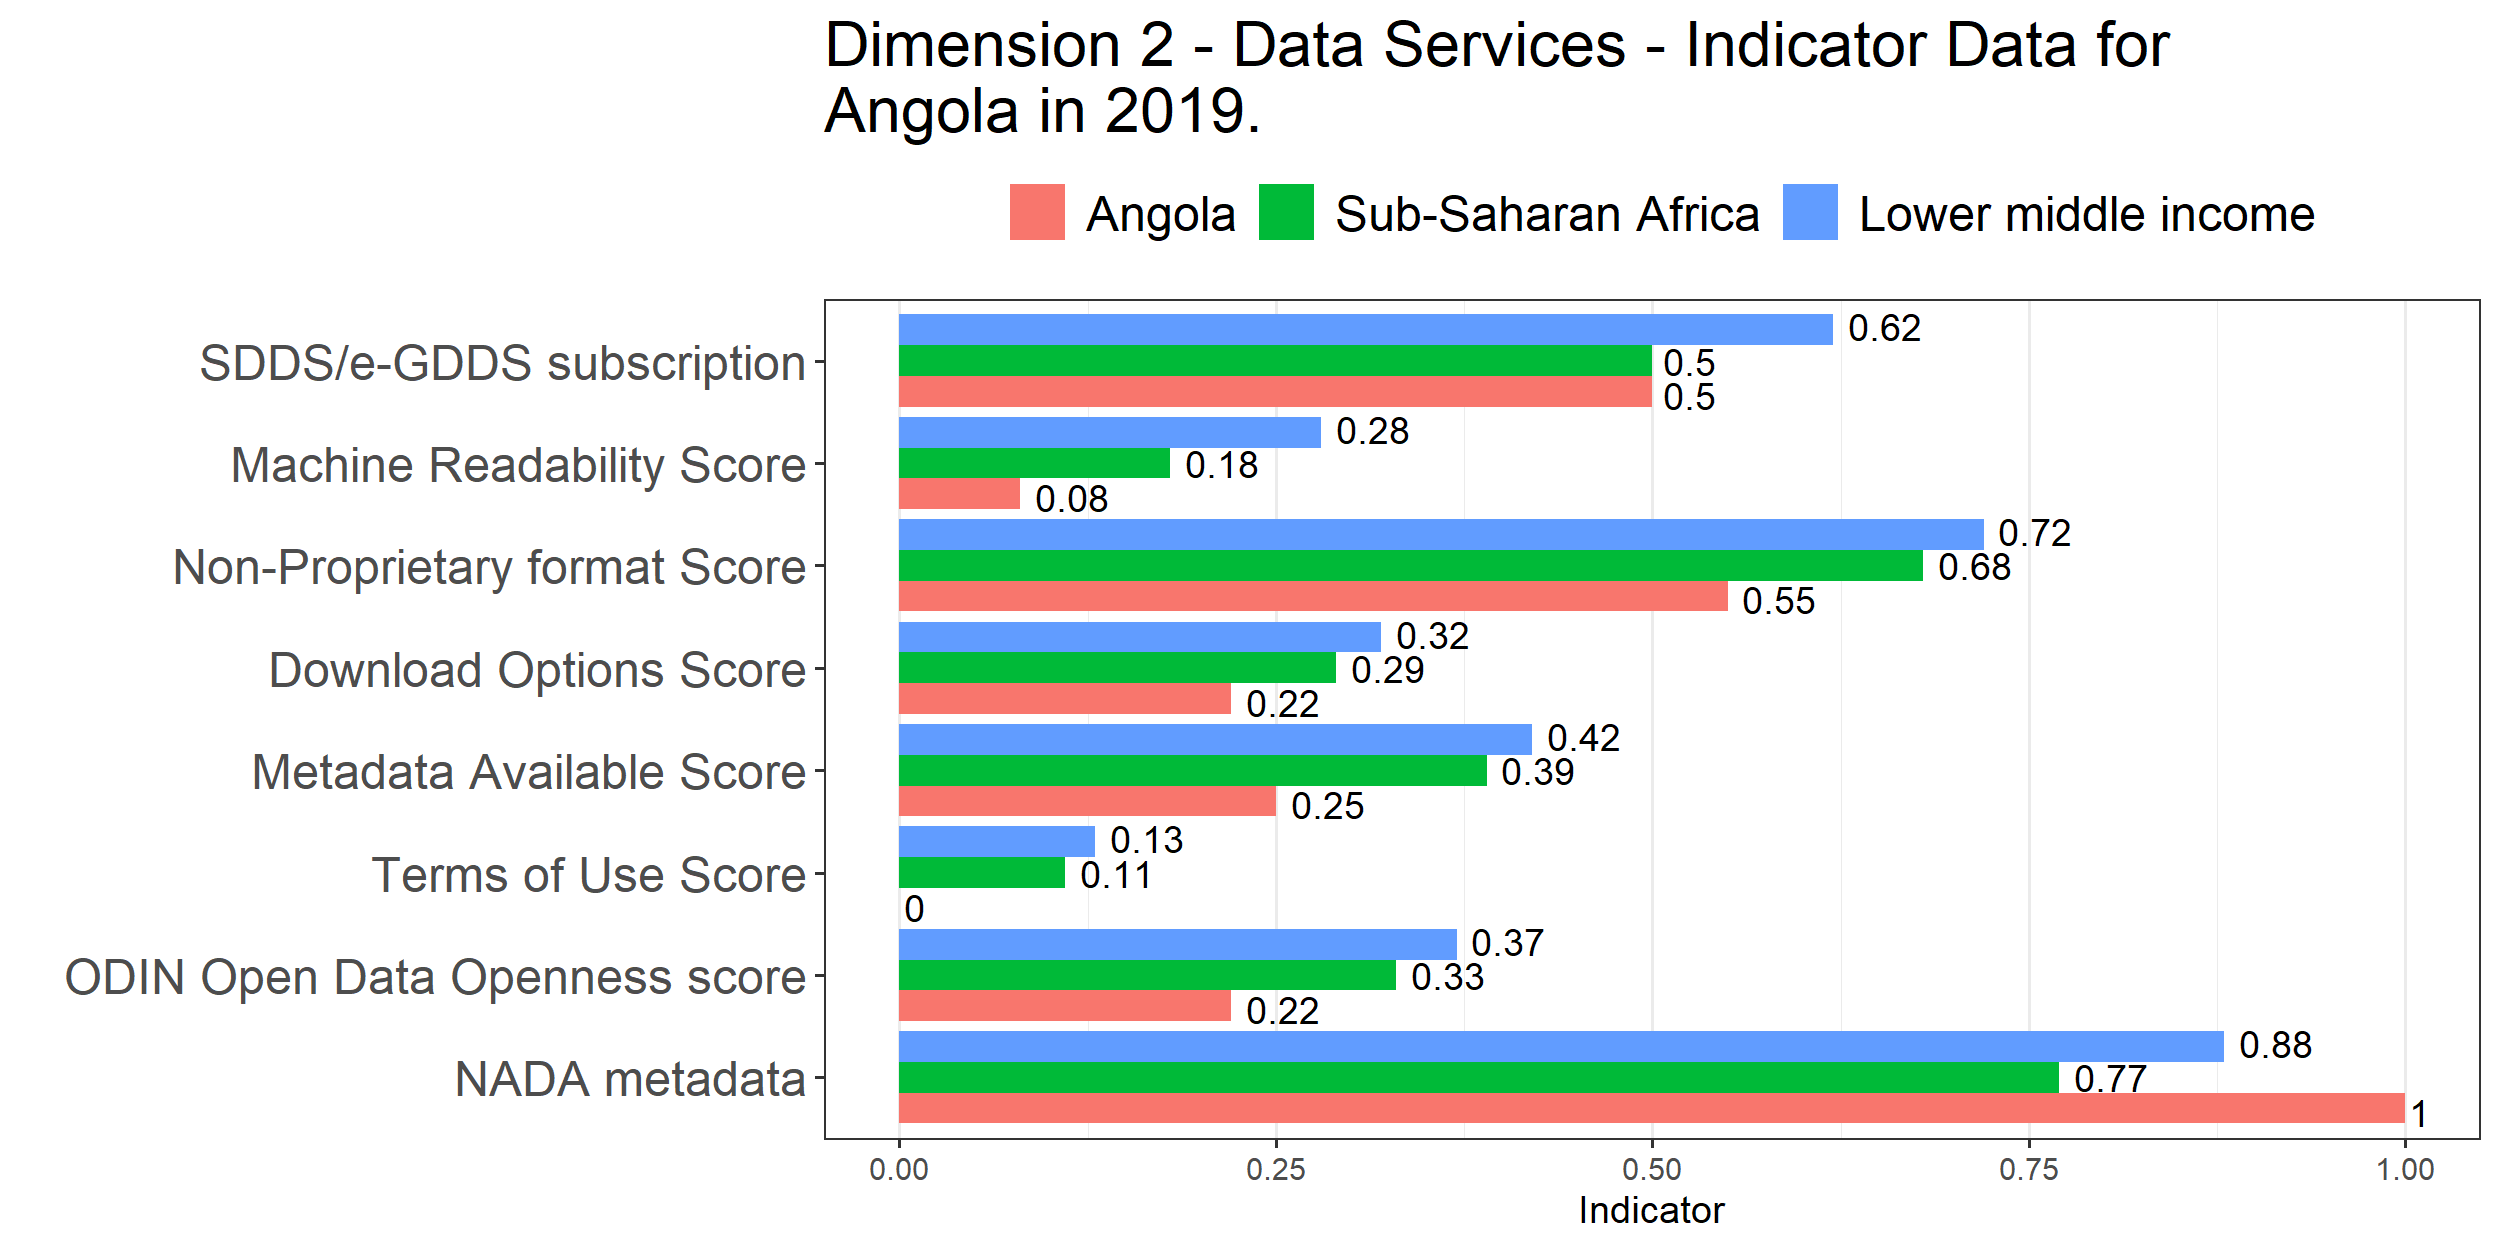 Dimension 2 - Data Services - Indicator Data for
Angola in 2019.
Angola
Sub-Saharan Africa
Lower middle income
SDDS/e-GDDS subscription
0.62
0.5
0.5
Machine Readability Score
0.28
0.18
0.08
Non-Proprietary format Score
0.72
0.68
0.55
Download Options Score
0.32
0.29
0.22
Metadata Available Score
0.42
0.39
0.25
Terms of Use Score
0.13
0.11
0
ODIN Open Data Openness score
0.37
0.33
0.22
NADA metadata
0.88
0.77
1
0.00
0.25
0.50
0.75
1.00
Indicator